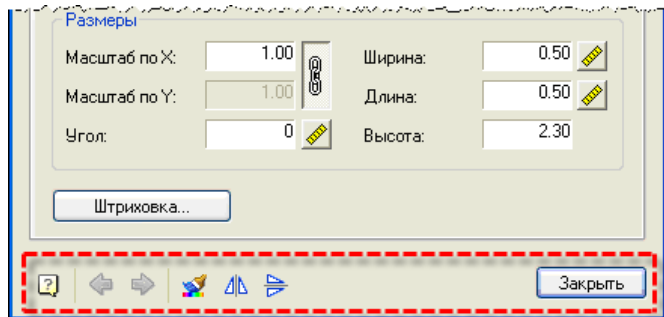 Размеры
Масштаб по X: 1.00 Ширина: 0.50
Масштаб по Y: 1.00 Длина: 0.50
Угол: 0 Высота: 2.30
Штриховка...
? Закрыть